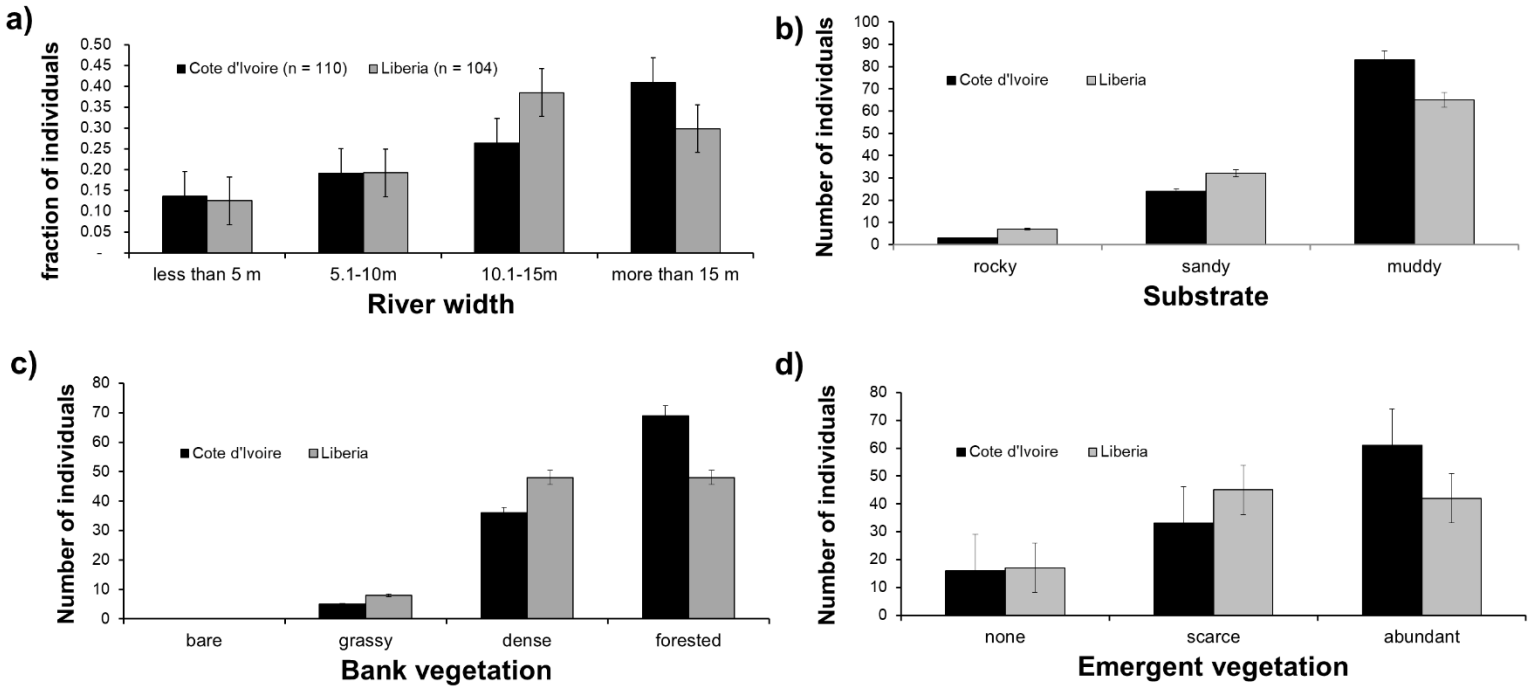 a)
fraction of individuals
0.50
0.45
0.40
0.35
0.30
0.25
0.20
0.15
0.10
0.05
-
Cote d'Ivoire (n = 110) Liberia (n = 104)
less than 5 m 5.1-10m 10.1-15m more than 15 m
River width
b)
Number of individuals
100
90
80
70
60
50
40
30
20
10
0
Cote d'Ivoire Liberia
rocky sandy muddy
Substrate
c)
Number of individuals
80
70
60
50
40
30
20
10
0
Cote d'Ivoire Liberia
bare grassy dense forested
Bank vegetation
d)
Number of individuals
80
70
60
50
40
30
20
10
0
Cote d'Ivoire Liberia
none scarce abundant
Emergent vegetation